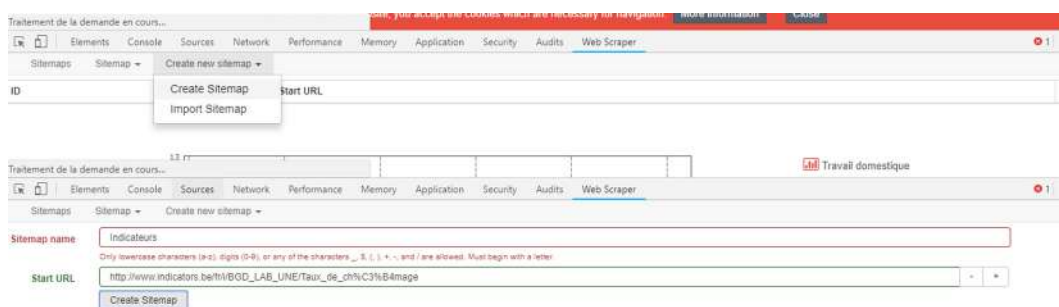 Traitement de la demande en cours...
site, you accept the cookies which are necessary for navigation. More information Close
Elements Console Sources Network Performance Memory Application Security Audits Web Scraper 1
Sitemaps Sitemap Create new sitemap
ID Start URL
Create Sitemap
Import Sitemap
Travail domestique
Traitement de la demande en cours...
Elements Console Sources Network Performance Memory Application Security Audits Web Scraper 1
Sitemaps Sitemap Create new sitemap
Sitemap name Indicateurs
Only lowercase characters (a-z), digits (0-9), or any of the characters _, $, (, ), +, -, and / are allowed. Must begin with a letter.
Start URL http://www.indicators.be/fr/i/BGD_LAB_UNE/Taux_de_ch%C3%B4mage - +
Create Sitemap